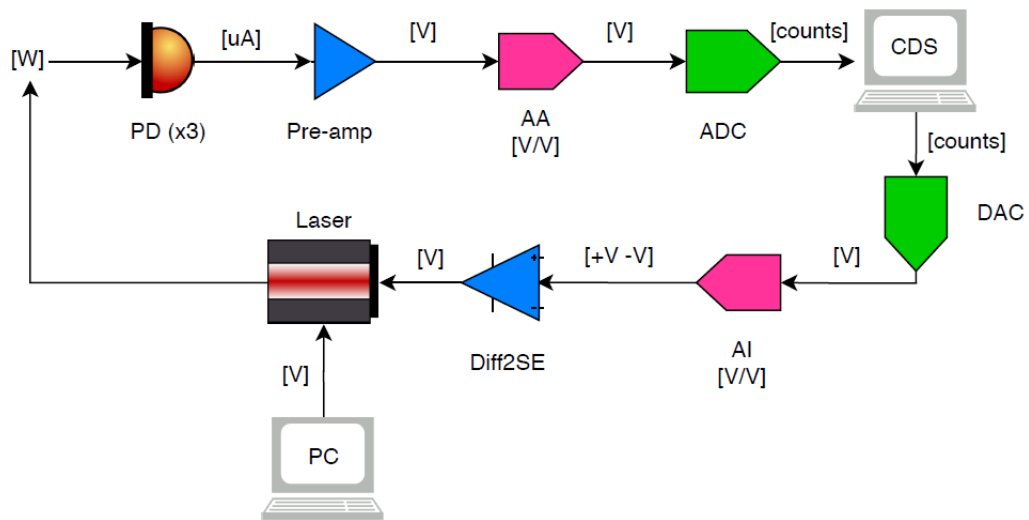 [W]
[uA]
[V]
[V]
[counts]
CDS
PD (x3)
Pre-amp
AA
[V/V]
ADC
[counts]
DAC
Laser
[V]
[+V -V]
[V]
+
-
Diff2SE
AI
[V/V]
[V]
PC